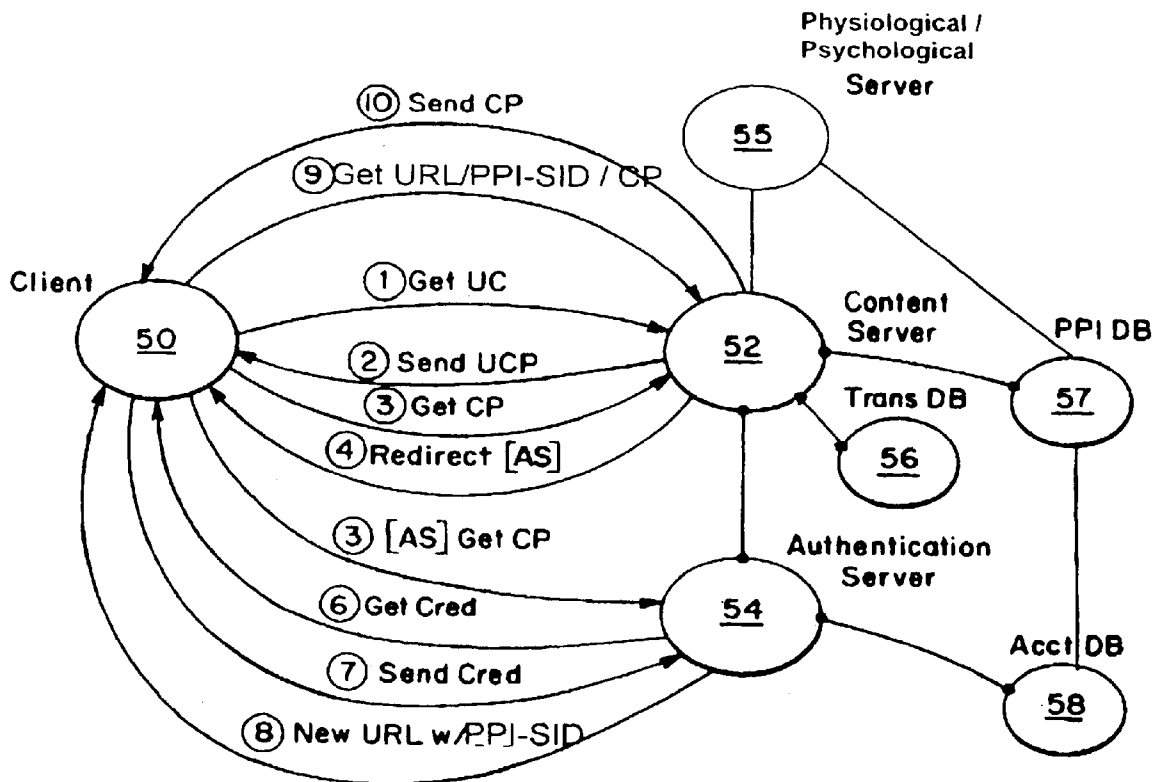 Physiological /
Psychological
Server
55
⑩ Send CP
⑨ Get URL/PPI-SID / CP
Client
50
① Get UC
52
Content
Server
PPI DB
57
② Send UCP
③ Get CP
Trans DB
56
④ Redirect [AS]
③ [AS] Get CP
Authentication
Server
54
⑥ Get Cred
⑦ Send Cred
Acct DB
58
⑧ New URL w/PPI-SID